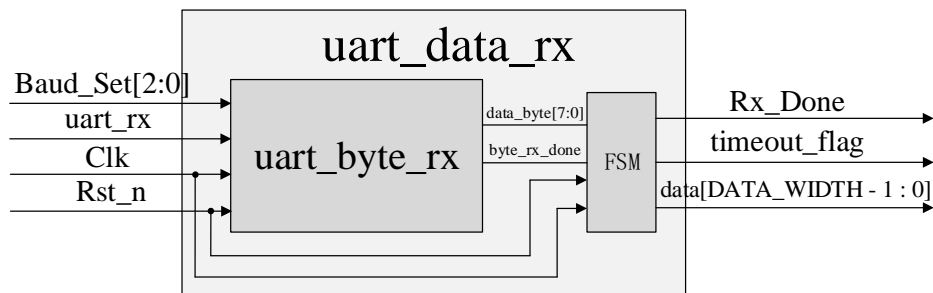 uart_data_rx
Baud_Set[2:0]
uart_rx
Clk
Rst_n
uart_byte_rx
data_byte[7:0]
byte_rx_done
FSM
Rx_Done
timeout_flag
data[DATA_WIDTH - 1 : 0]